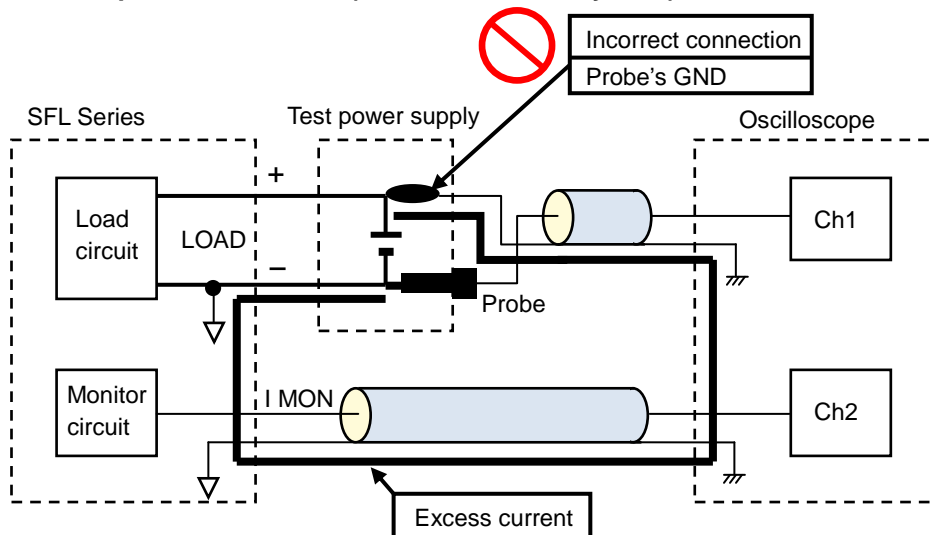 Incorrect connection
Probe's GND
SFL Series
Test power supply
Oscilloscope
+
Load
circuit
LOAD
−
Probe
Ch1
Monitor
circuit
I MON
Ch2
Excess current